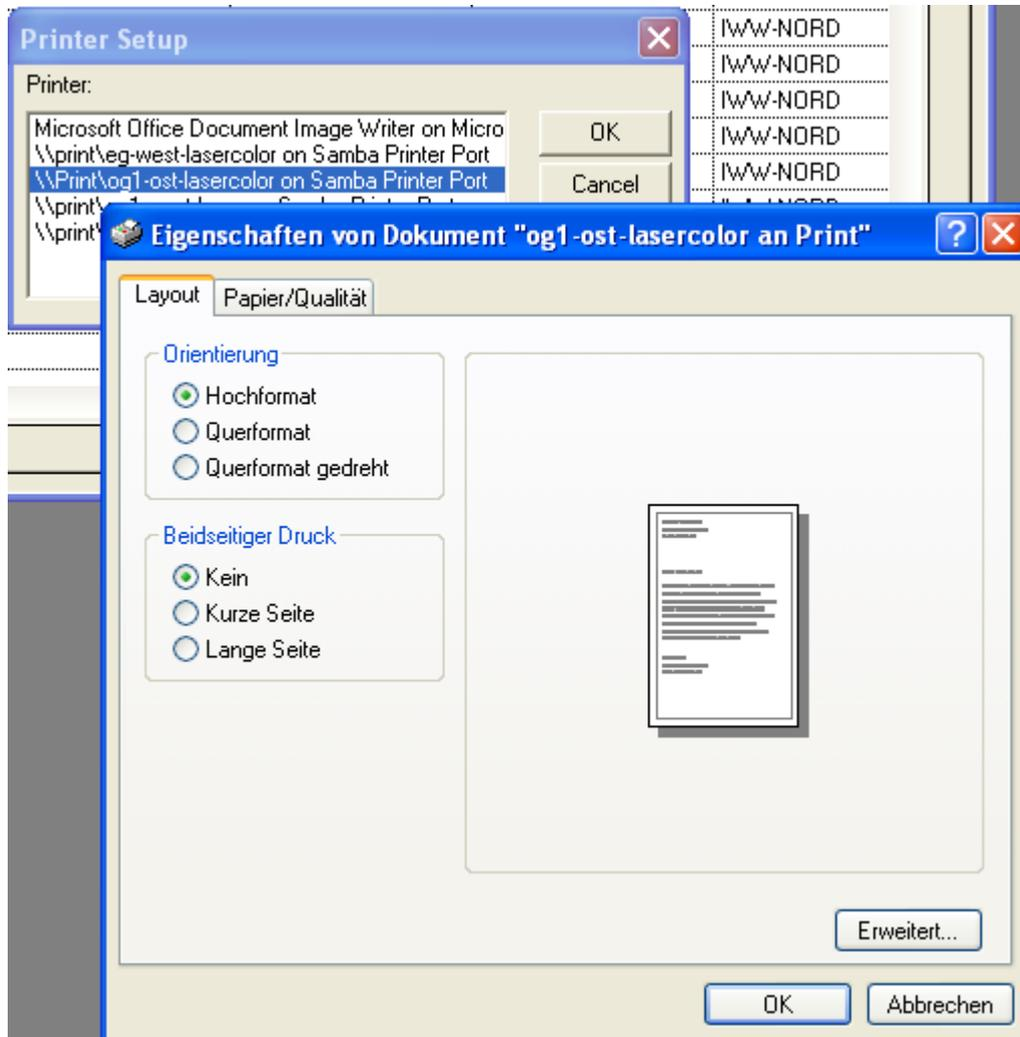 Printer Setup
IWW-NORD
IWW-NORD
IWW-NORD
IWW-NORD
IWW-NORD
Printer:
Microsoft Office Document Image Writer on Micro
\\print\eg-west-lasercolor on Samba Printer Port
\\Print\og1-ost-lasercolor on Samba Printer Port
\\print\
\\print\
OK
Cancel
Eigenschaften von Dokument "og1-ost-lasercolor an Print"
Layout
Papier/Qualität
Orientierung
Hochformat
Querformat
Querformat gedreht
Beidseitiger Druck
Kein
Kurze Seite
Lange Seite
Erweitert...
OK
Abbrechen